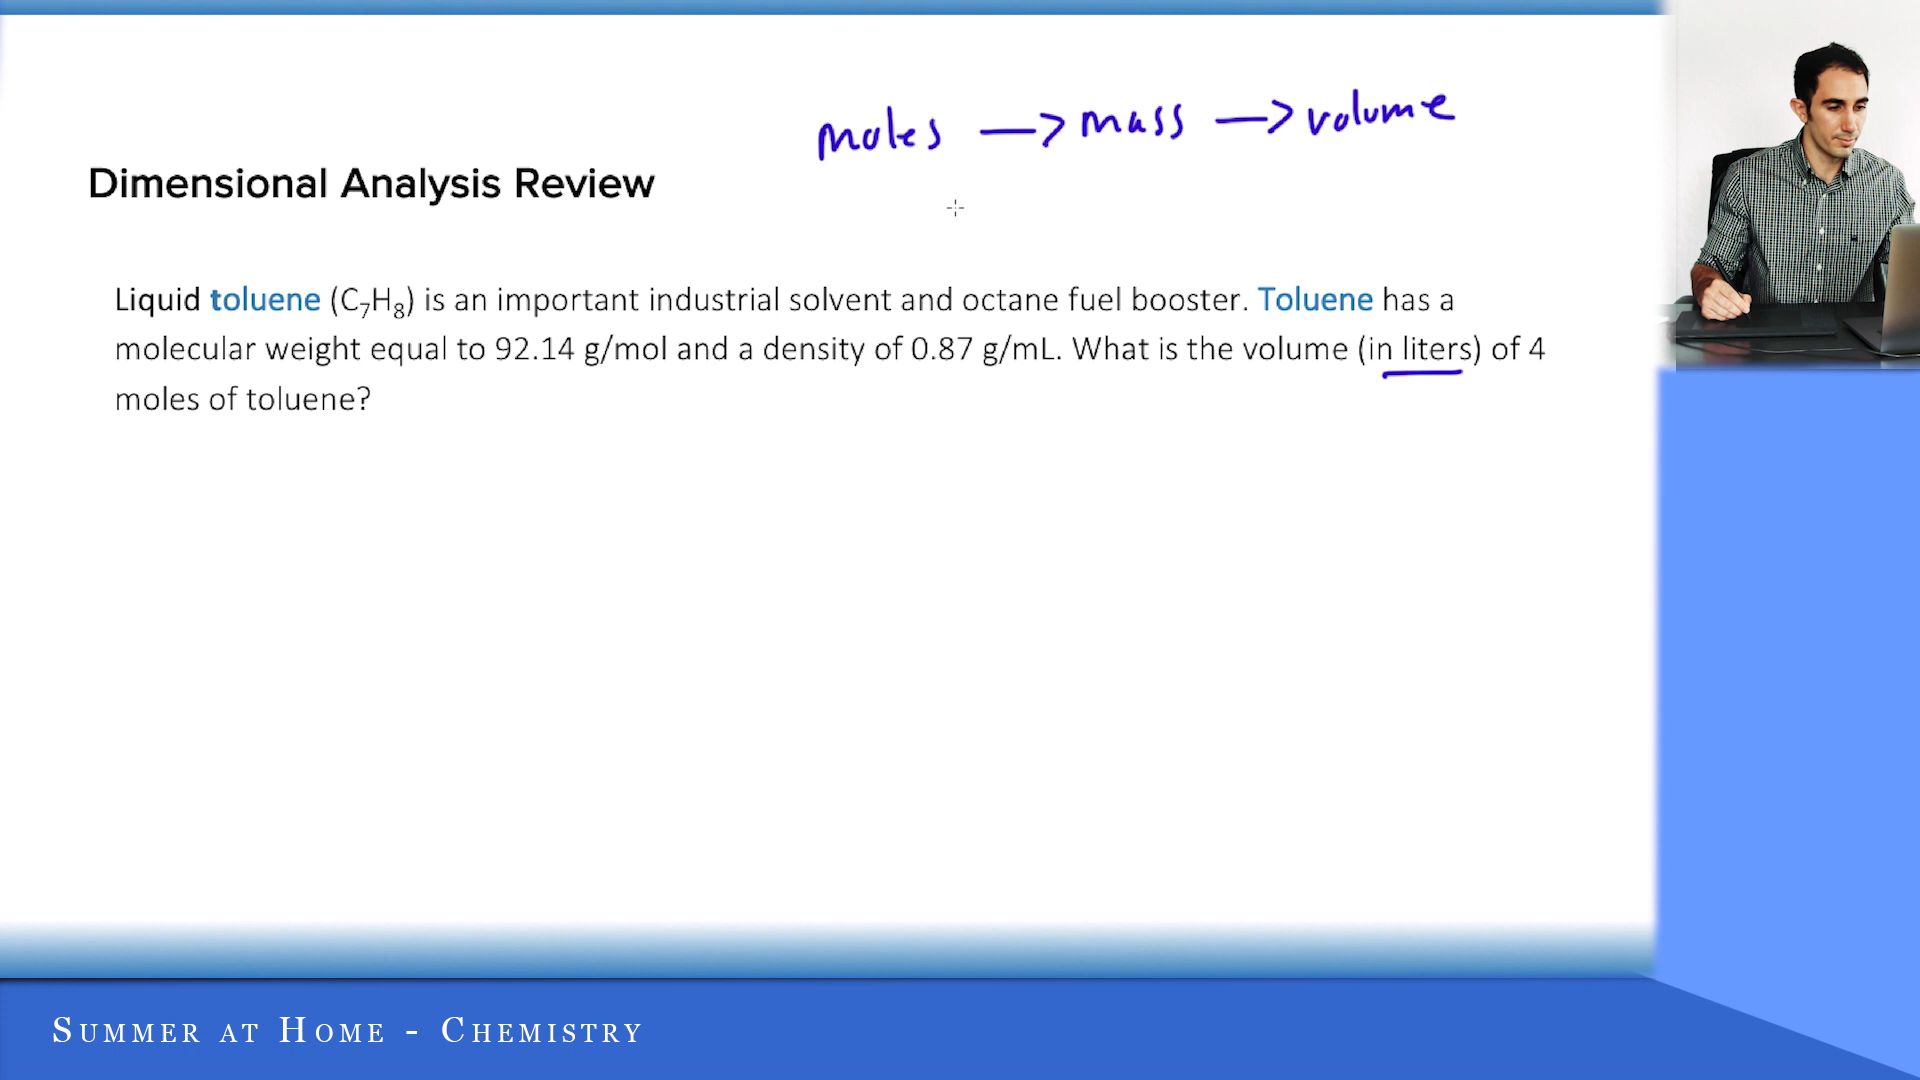 moles —> mass —> volume
Dimensional Analysis Review
Liquid toluene (C₇H₈) is an important industrial solvent and octane fuel booster. Toluene has a
molecular weight equal to 92.14 g/mol and a density of 0.87 g/mL. What is the volume (in liters) of 4
moles of toluene?
SUMMER AT HOME - CHEMISTRY